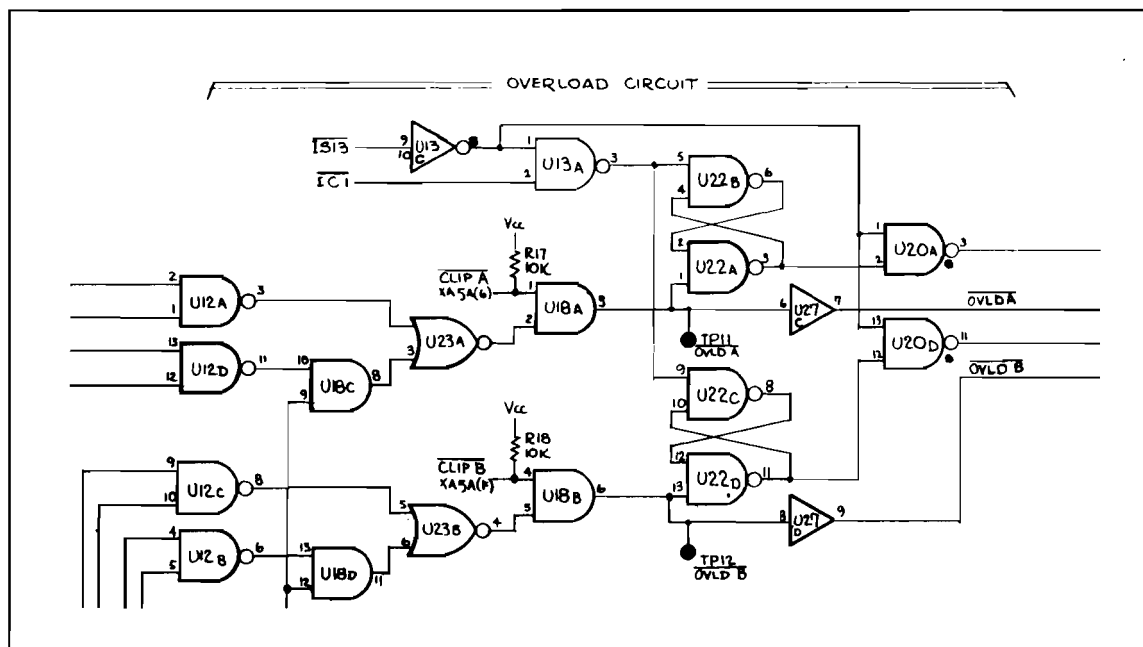 OVERLOAD CIRCUIT
IS13
9
10
U13
C
8
IC1
1
2
U13A
3
5
4
U22B
6
2
1
U22A
3
1
2
U20A
3
Vcc
R17
10K
CLIP A
XA5A(6)
1
2
U18A
3
6
U27
C
7
OVLD A
TP11
OVLD A
2
1
U12A
3
13
12
U12D
11
10
9
U18C
8
3
U23A
13
12
U20D
11
OVLD B
9
10
U22C
8
12
13
U22D
11
Vcc
R18
10K
CLIP B
4
5
U18B
6
8
U27
D
9
TP12
OVLD B
9
10
U12C
8
4
5
U12B
6
13
12
U18D
11
5
6
U23B
4